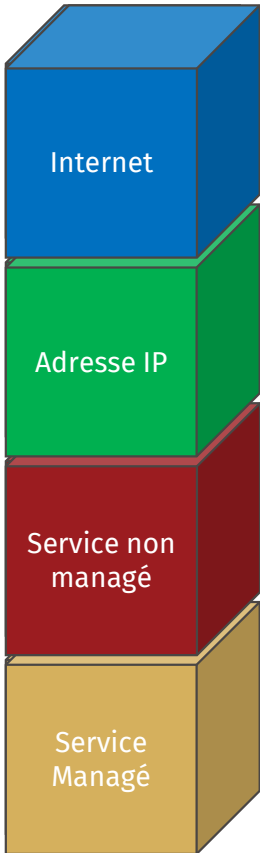 Internet
Adresse IP
Service non
managé
Service
Managé